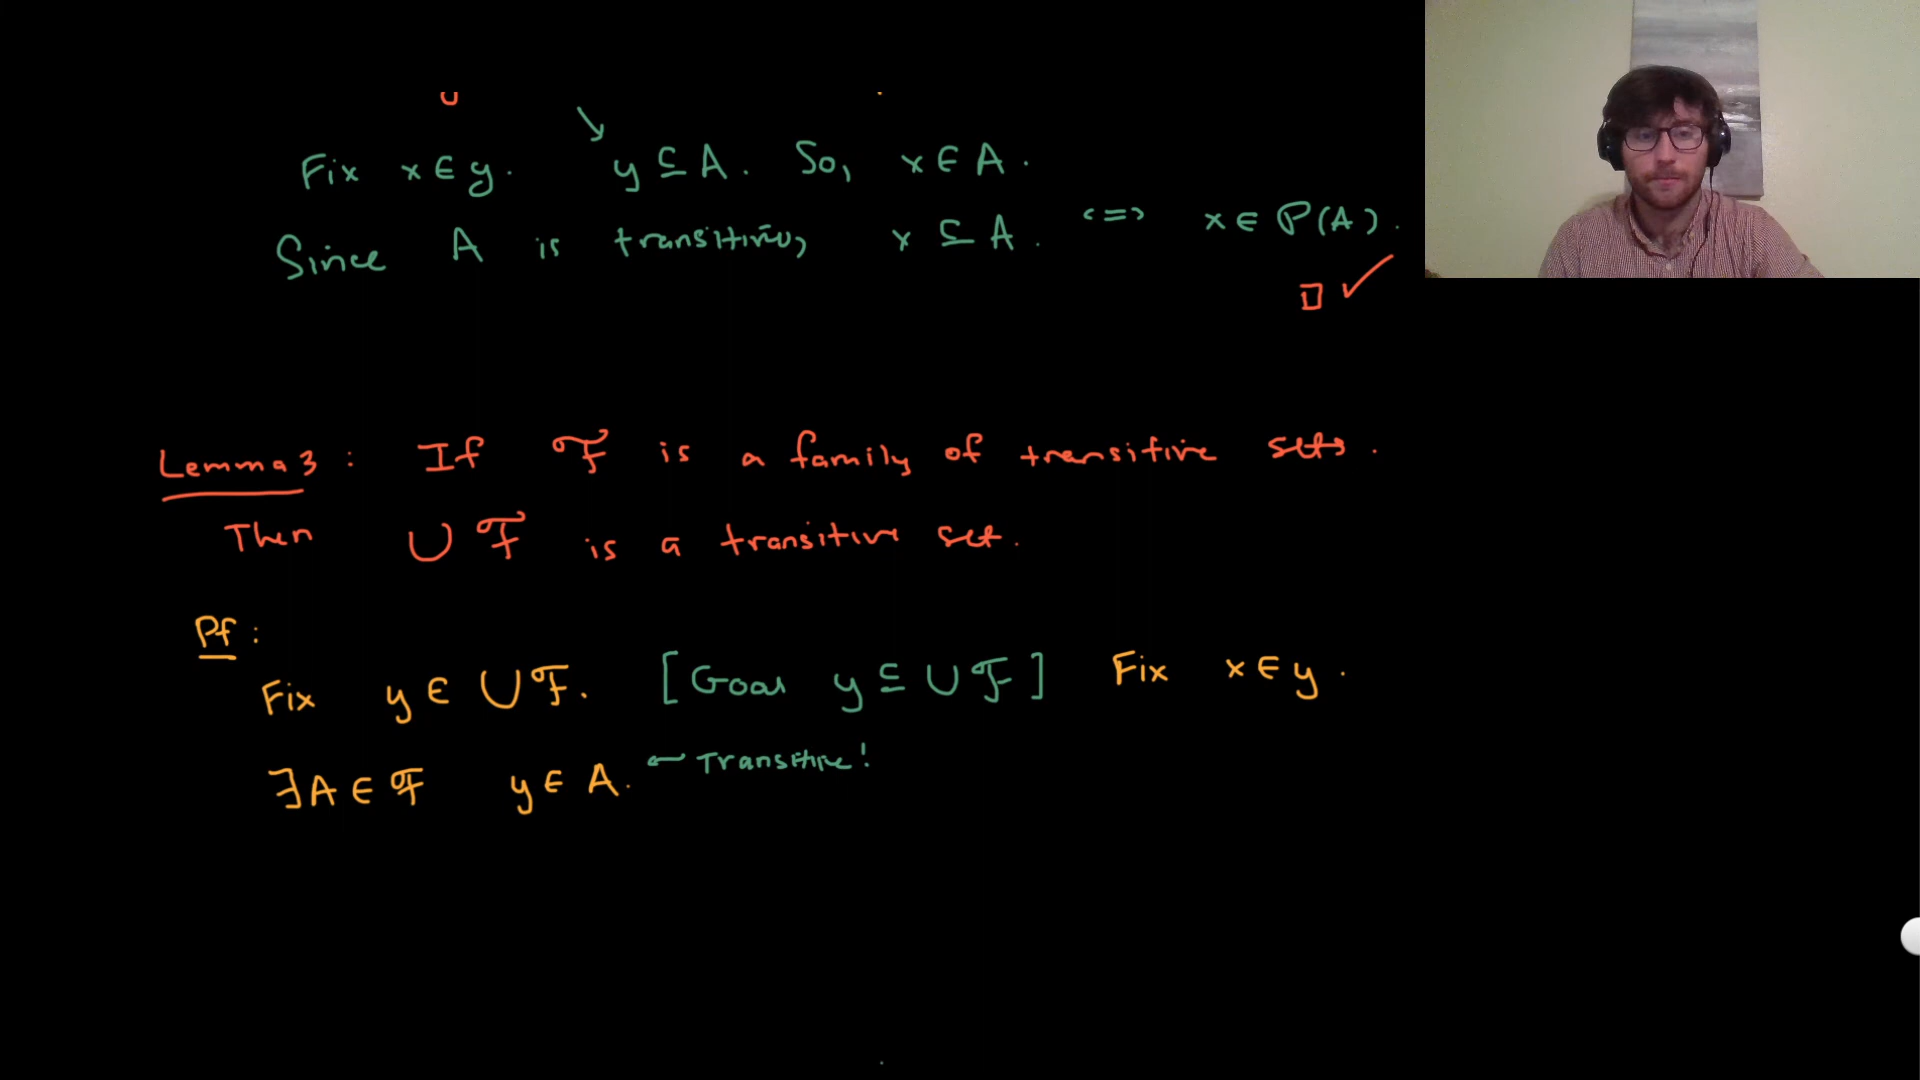 Fix x ∈ y. y ⊆ A. So, x ∈ A.
Since A is transitive, x ⊆ A. <=> x ∈ P(A).
Lemma 3: If ℱ is a family of transitive sets.
Then ∪ ℱ is a transitive set.
Pf:
Fix y ∈ ∪ℱ. [Goal y ⊆ ∪ℱ] Fix x ∈ y.
∃A ∈ ℱ y ∈ A. ← Transitive!